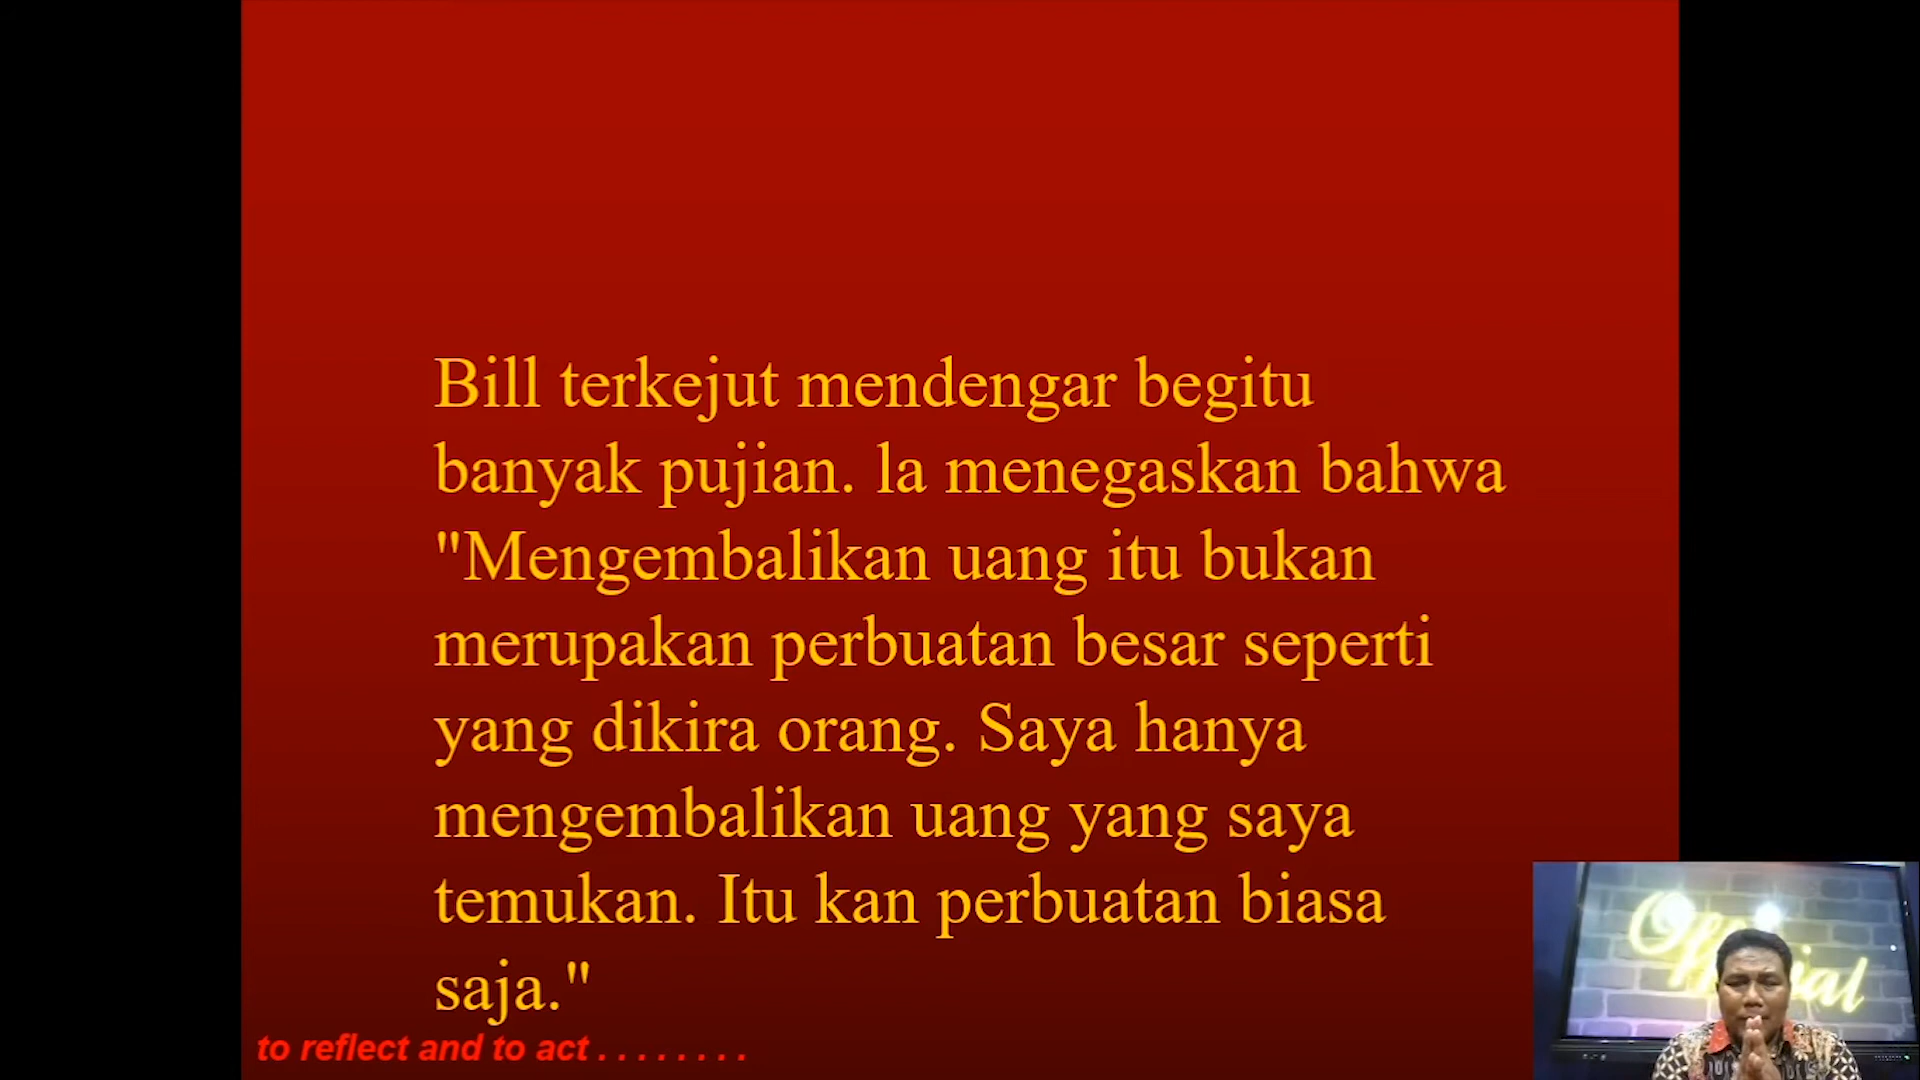 Bill terkejut mendengar begitu
banyak pujian. la menegaskan bahwa
"Mengembalikan uang itu bukan
merupakan perbuatan besar seperti
yang dikira orang. Saya hanya
mengembalikan uang yang saya
temukan. Itu kan perbuatan biasa
saja."
to reflect and to act . . . . . . . .